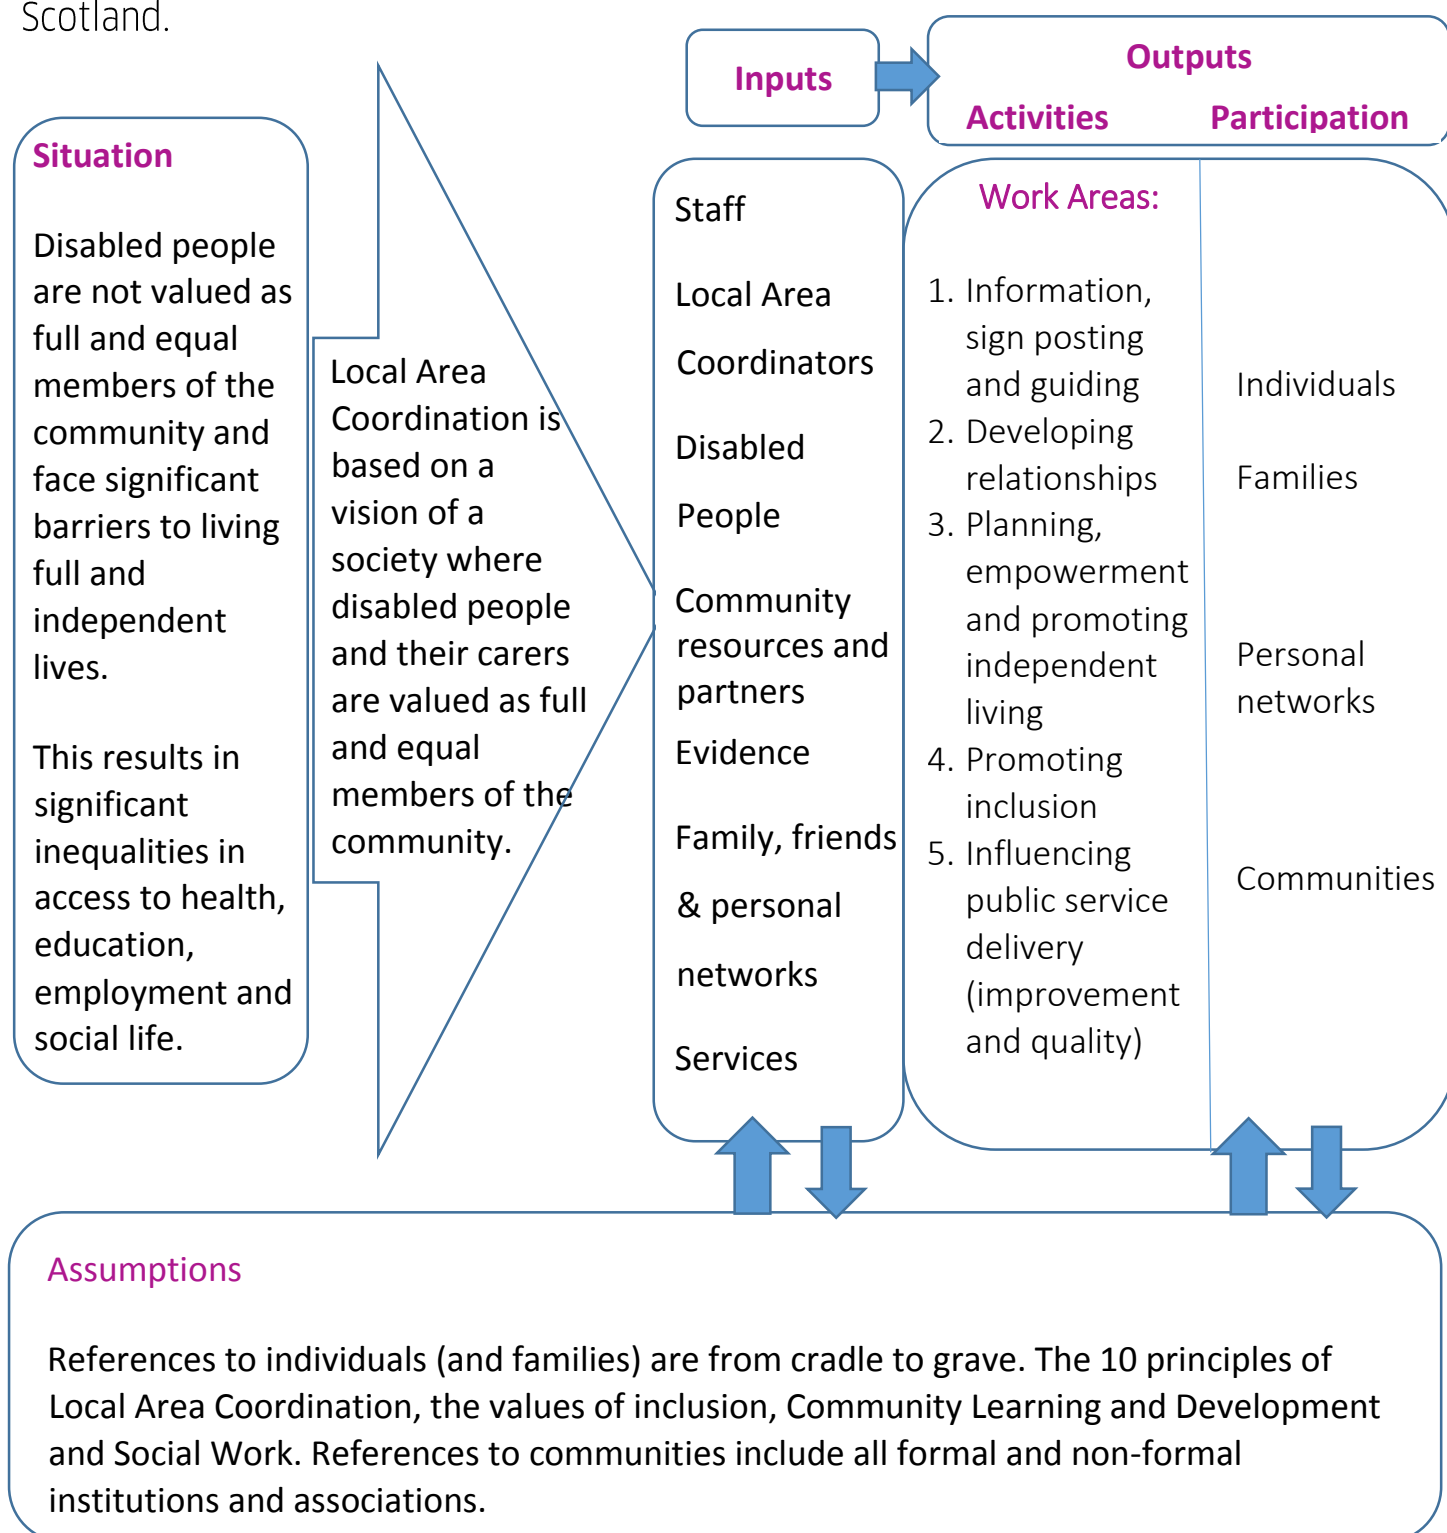 Scotland.
Inputs
Outputs
Activities Participation
Situation
Disabled people
are not valued as
full and equal
members of the
community and
face significant
barriers to living
full and
independent
lives.
This results in
significant
inequalities in
access to health,
education,
employment and
social life.
Local Area
Coordination is
based on a
vision of a
society where
disabled people
and their carers
are valued as full
and equal
members of the
community.
Staff
Local Area
Coordinators
Disabled
People
Community
resources and
partners
Evidence
Family, friends
& personal
networks
Services
Work Areas:
1. Information,
sign posting
and guiding
2. Developing
relationships
3. Planning,
empowerment
and promoting
independent
living
4. Promoting
inclusion
5. Influencing
public service
delivery
(improvement
and quality)
Individuals
Families
Personal
networks
Communities
Assumptions
References to individuals (and families) are from cradle to grave. The 10 principles of
Local Area Coordination, the values of inclusion, Community Learning and Development
and Social Work. References to communities include all formal and non-formal
institutions and associations.